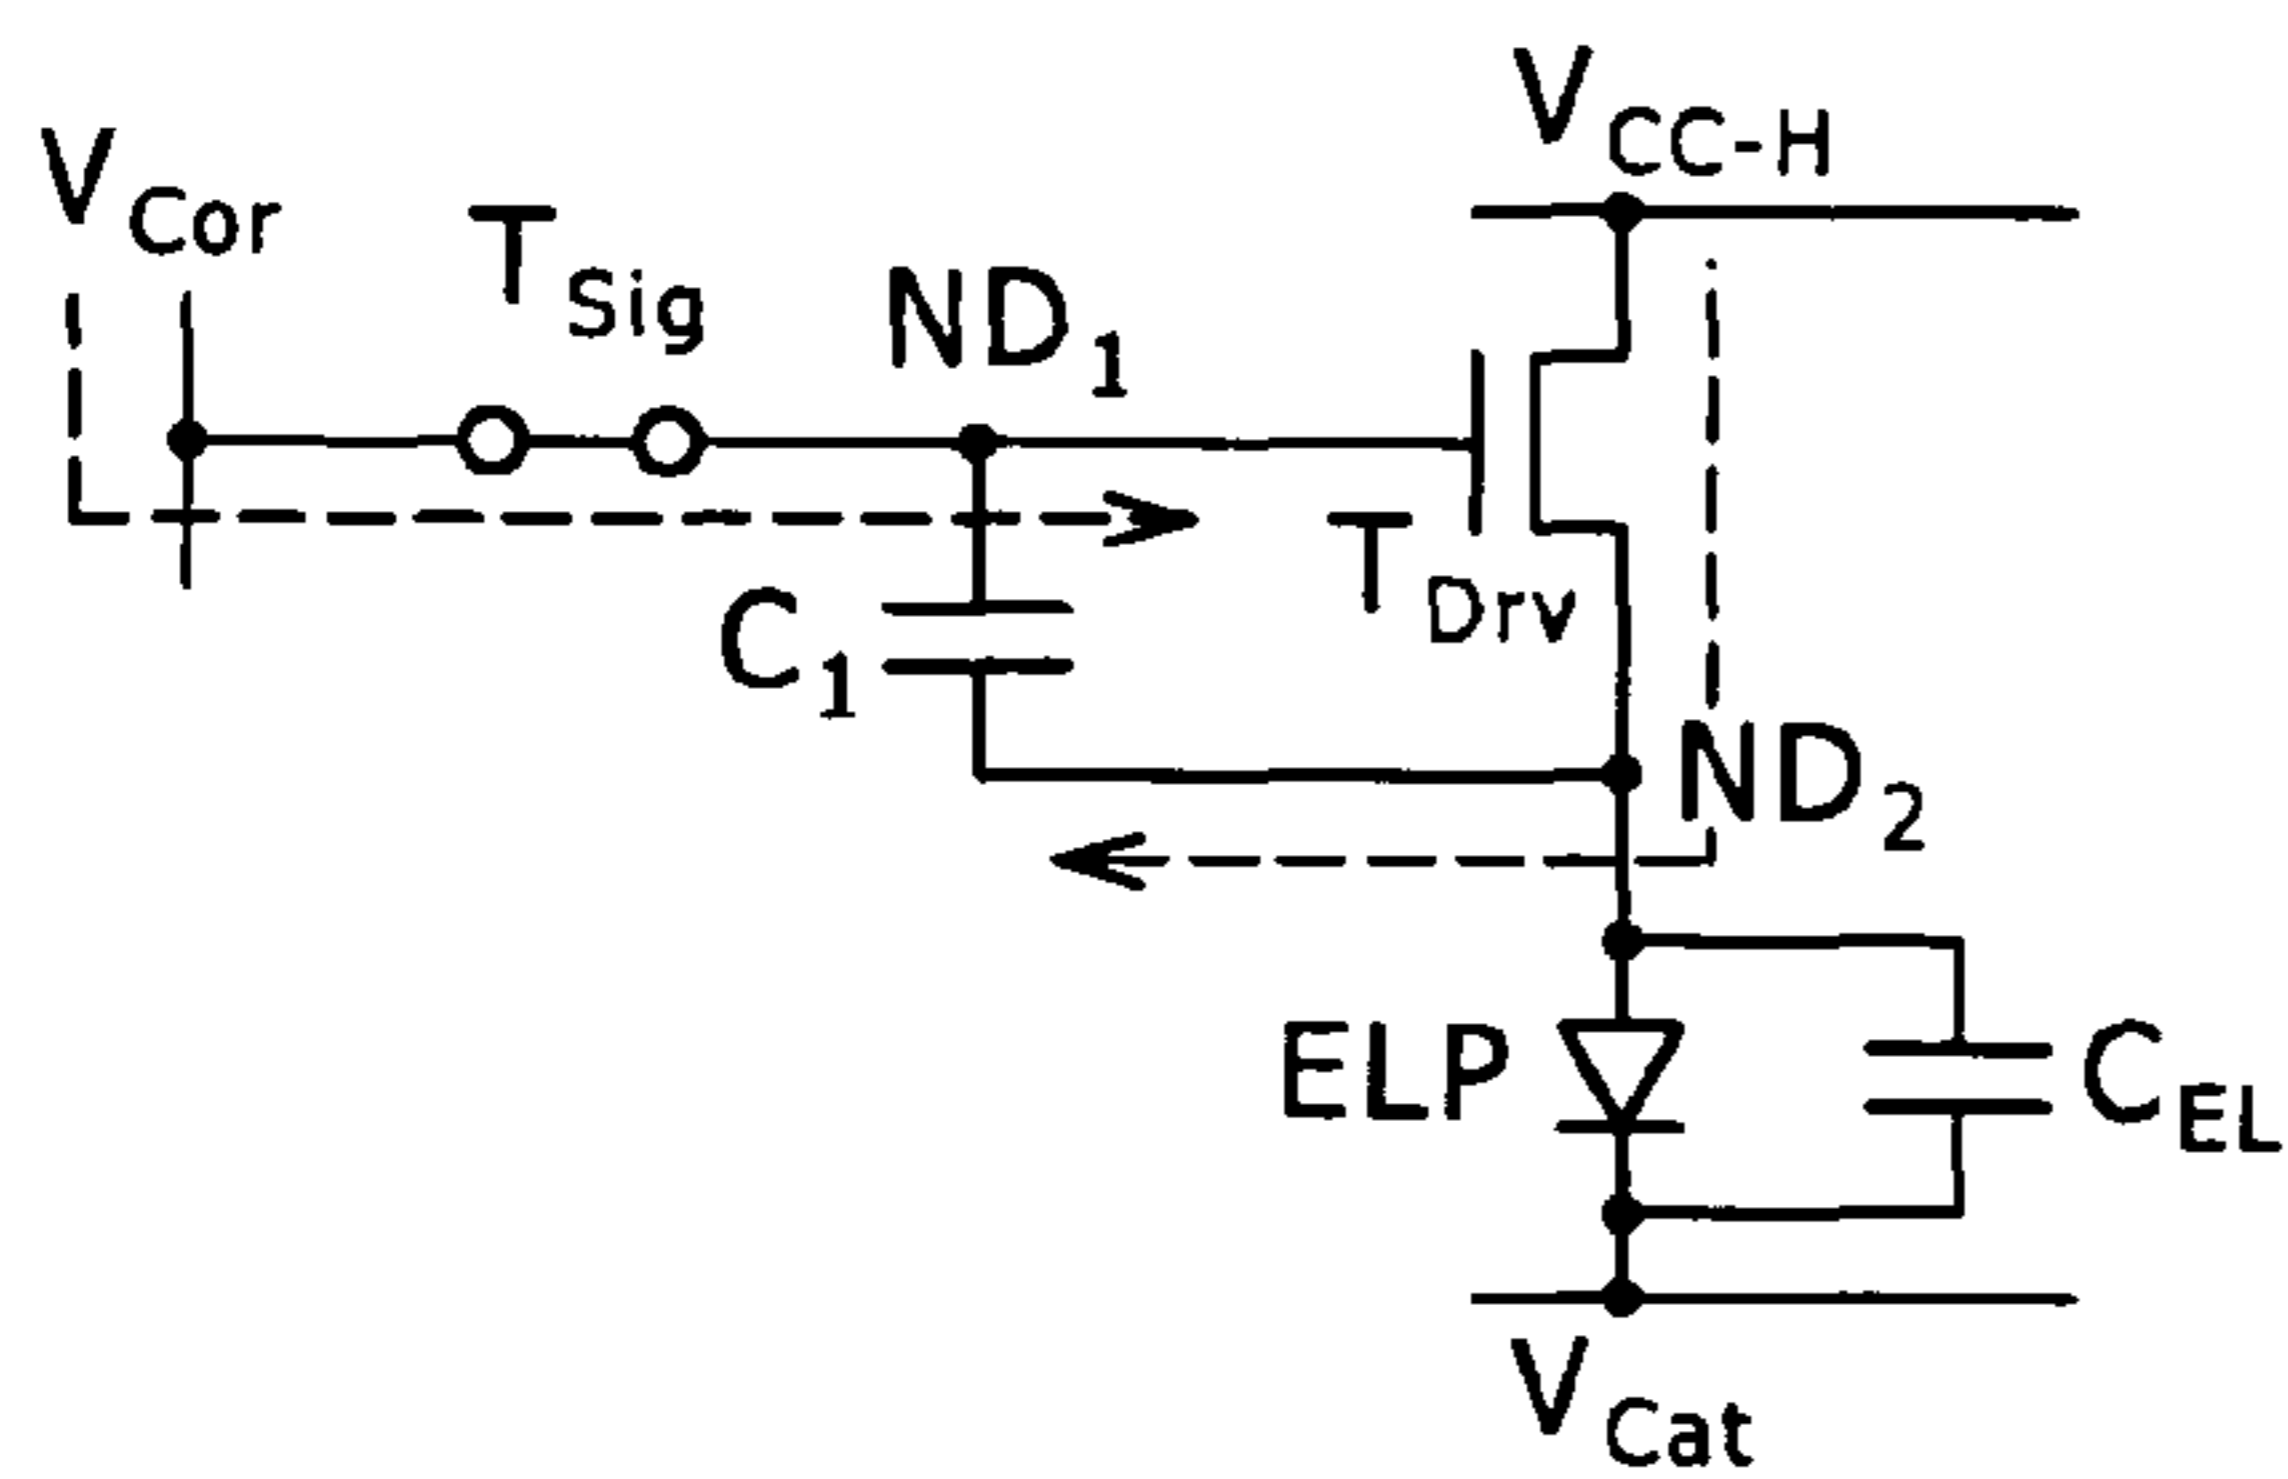 V_CC-H
V_Cor
T_Sig
ND_1
T_Drv
C_1
ND_2
ELP
C_EL
V_Cat